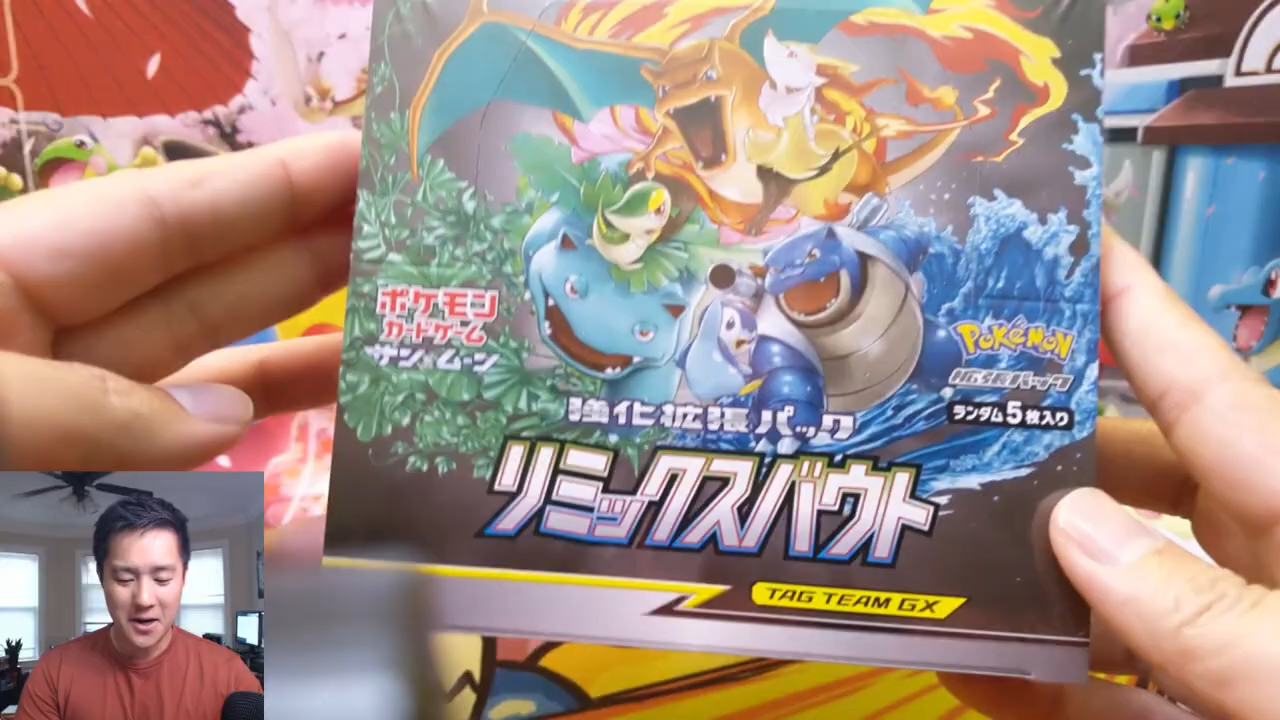 ポケモン
カードゲーム
サン&ムーン
POKéMON
拡張パック
ランダム5枚入り
強化拡張パック
リミックスバウト
TAG TEAM GX